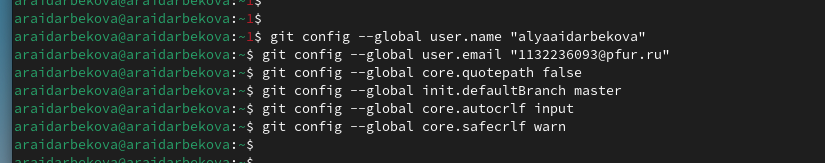 araidarbekova@araidarbekova:~1$
araidarbekova@araidarbekova:~1$
araidarbekova@araidarbekova:~1$ git config --global user.name "alyaaidarbekova"
araidarbekova@araidarbekova:~$ git config --global user.email "1132236093@pfur.ru"
araidarbekova@araidarbekova:~$ git config --global core.quotepath false
araidarbekova@araidarbekova:~$ git config --global init.defaultBranch master
araidarbekova@araidarbekova:~$ git config --global core.autocrlf input
araidarbekova@araidarbekova:~$ git config --global core.safecrlf warn
araidarbekova@araidarbekova:~$
araidarbekova@araidarbekova:~$